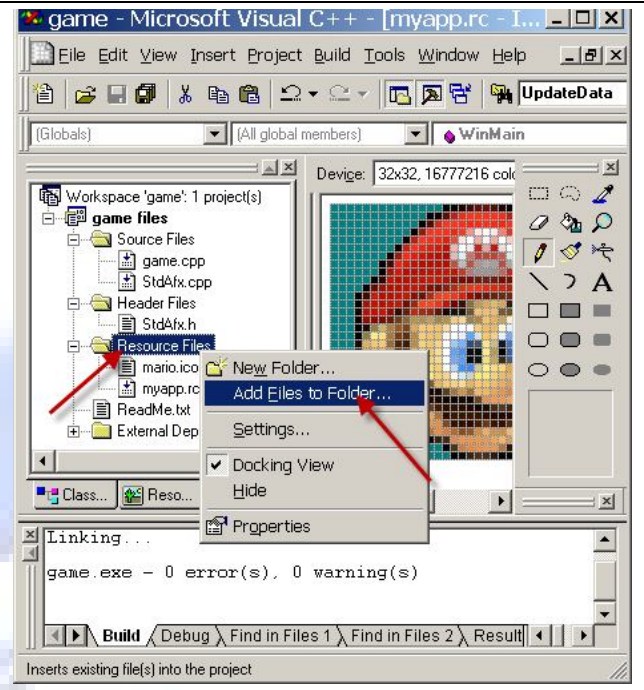 game - Microsoft Visual C++ - [myapp.rc - I...
File Edit View Insert Project Build Tools Window Help
UpdateData
(Globals) (All global members) WinMain
Device: 32x32, 16777216 colo
Workspace 'game': 1 project(s)
game files
Source Files
game.cpp
StdAfx.cpp
Header Files
StdAfx.h
Resource Files
mario.ico
myapp.rc
ReadMe.txt
External Dep
New Folder...
Add Files to Folder...
Settings...
Docking View
Hide
Properties
Class... Reso...
Linking...
game.exe - 0 error(s), 0 warning(s)
Build Debug Find in Files 1 Find in Files 2 Result
Inserts existing file(s) into the project